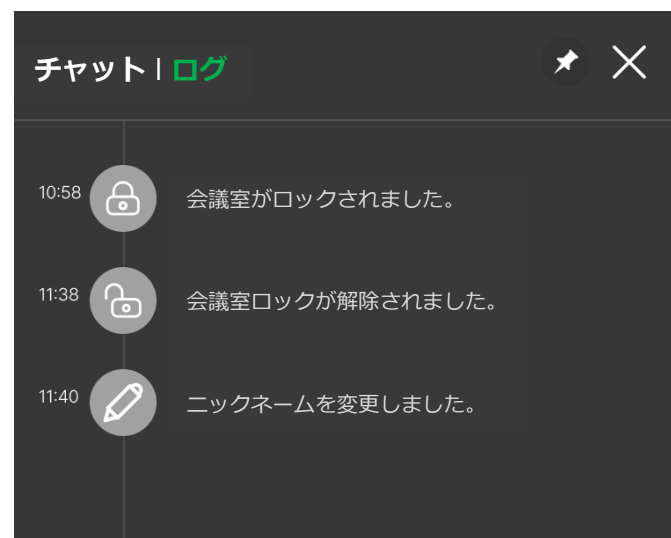 チャット | ログ
10:58 会議室がロックされました。
11:38 会議室ロックが解除されました。
11:40 ニックネームを変更しました。